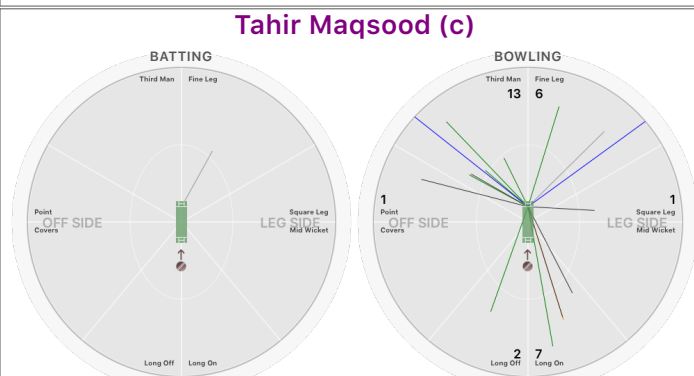 Tahir Maqsood (c)
BATTING
Third Man Fine Leg
Point
OFF SIDE
Covers
Square Leg
LEG SIDE
Mid Wicket
Long Off Long On
BOWLING
Third Man Fine Leg
13 6
1
Point
OFF SIDE
Covers
1
Square Leg
LEG SIDE
Mid Wicket
2 7
Long Off Long On